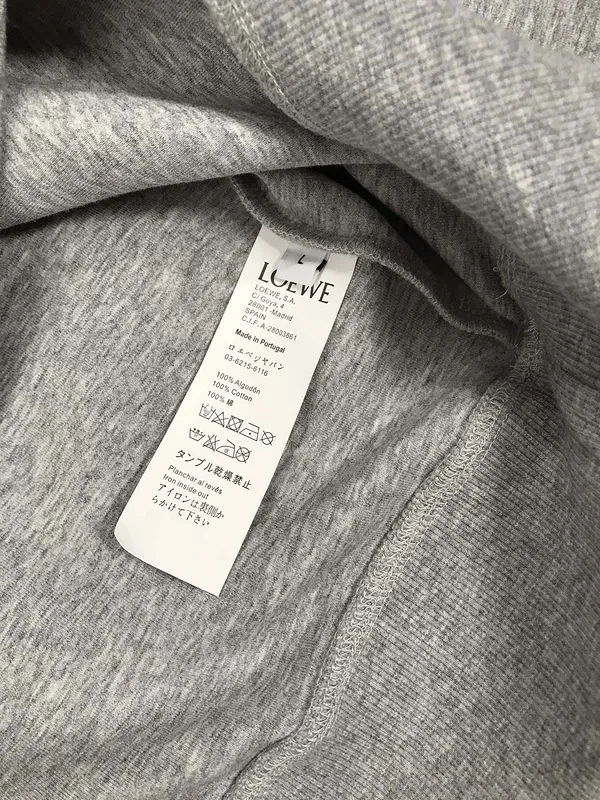 L
LOEWE
LOEWE, S.A.
C/ Goya, 4
28001 -Madrid
SPAIN
C.I.F.-A-28003861
Made in Portugal
ロエベジャパン
03-6215-6116
100% Algodón
100% Cotton
100% 綿
タンブル乾燥禁止
Planchar al revés
Iron inside out
アイロンは裏側か
らかけて下さい